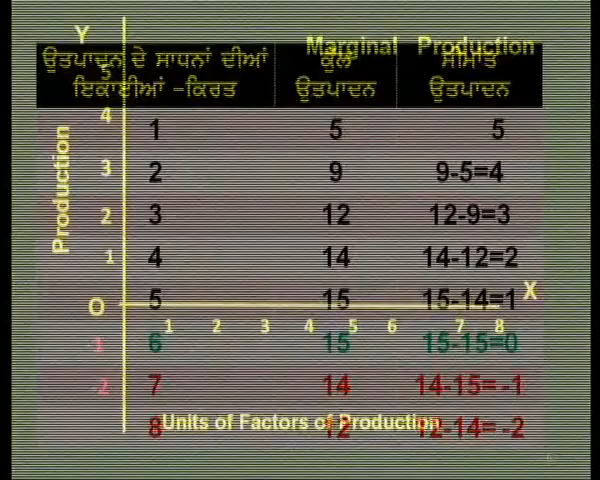 Y
Marginal Production
ਉਤਪਾਦਨ ਦੇ ਸਾਧਨਾਂ ਦੀਆਂ ਇਕਾਈਆਂ -ਕਿਰਤ
ਕੁੱਲ ਉਤਪਾਦਨ
ਸੀਮਾਂਤ ਉਤਪਾਦਨ
1 5 5
2 9 9-5=4
3 12 12-9=3
4 14 14-12=2
5 15 15-14=1
6 15 15-15=0
7 14 14-15= -1
8 12 12-14= -2
Production
5
4
3
2
1
O
1
-2
X
1 2 3 4 5 6 7 8
Units of Factors of Production